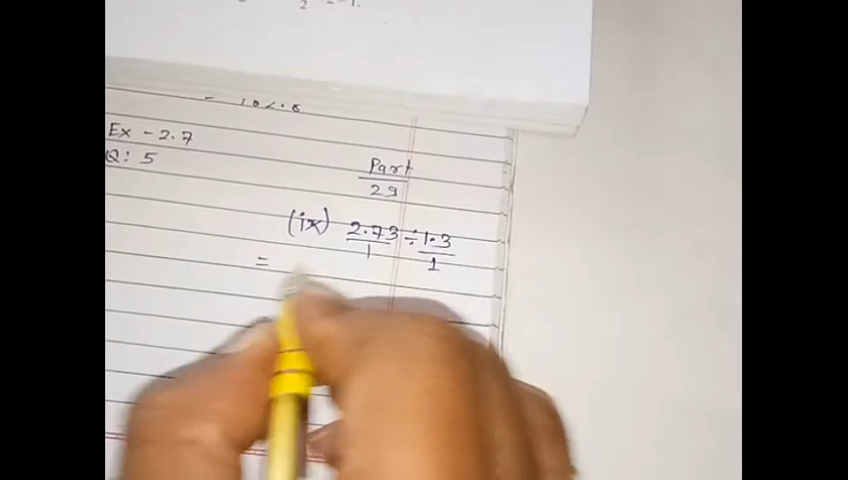 Ex - 2.7
Q: 5
Part
29
(ix) 2.73/1 ÷ 1.3/1
=